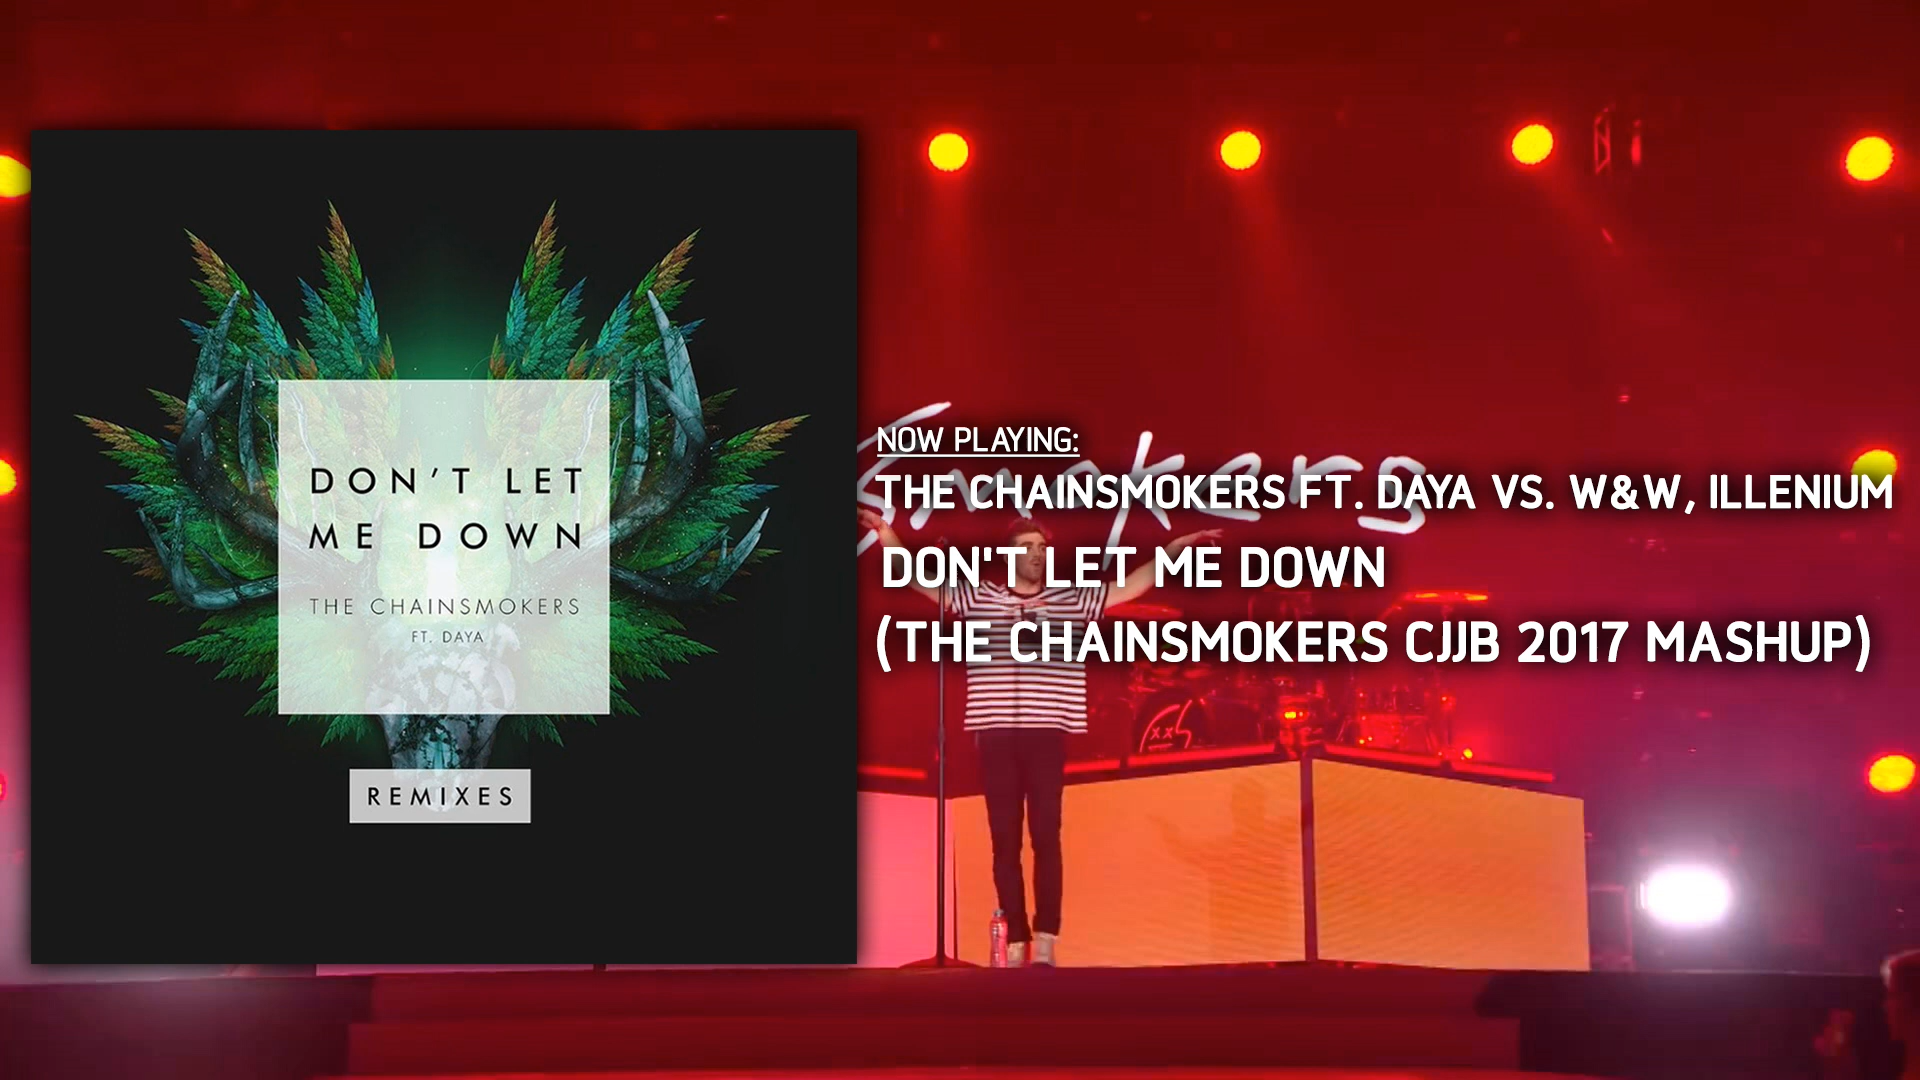 DON'T LET
ME DOWN
THE CHAINSMOKERS
FT. DAYA
REMIXES
Smokers
NOW PLAYING:
THE CHAINSMOKERS FT. DAYA VS. W&W, ILLENIUM
DON'T LET ME DOWN
(THE CHAINSMOKERS CJJB 2017 MASHUP)